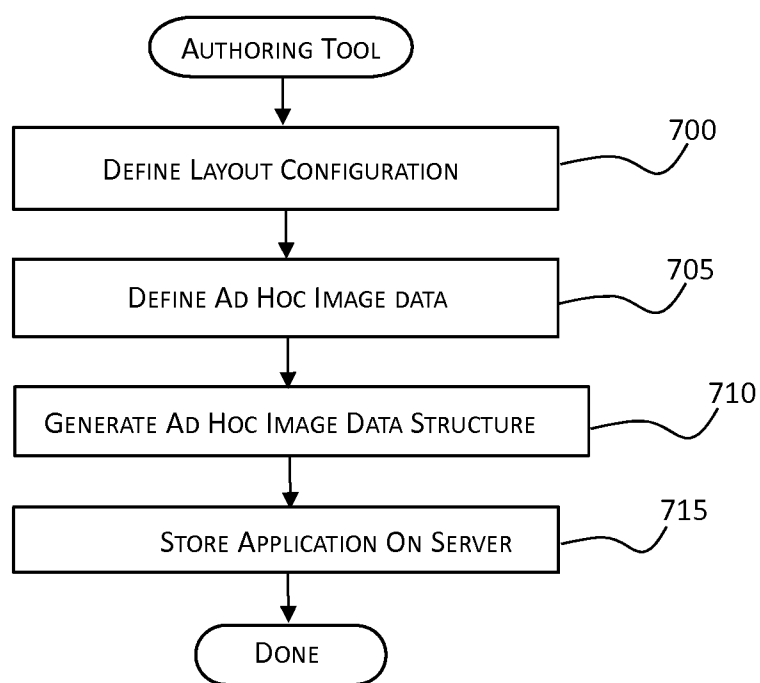 AUTHORING TOOL
DEFINE LAYOUT CONFIGURATION
700
DEFINE AD HOC IMAGE DATA
705
GENERATE AD HOC IMAGE DATA STRUCTURE
710
STORE APPLICATION ON SERVER
715
DONE